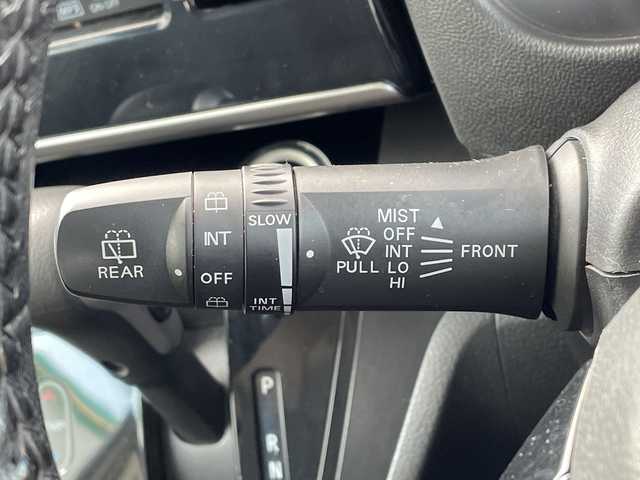 REAR
INT
OFF
SLOW
INT
TIME
PULL
MIST
OFF
INT
LO
HI
FRONT
P
R
N